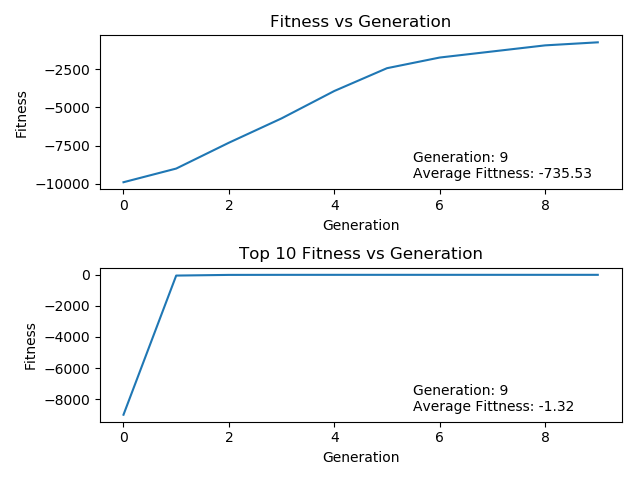 Fitness vs Generation
Fitness
−2500
−5000
−7500
−10000
Generation: 9
Average Fittness: -735.53
0 2 4 6 8
Generation
Top 10 Fitness vs Generation
Fitness
0
−2000
−4000
−6000
−8000
Generation: 9
Average Fittness: -1.32
0 2 4 6 8
Generation